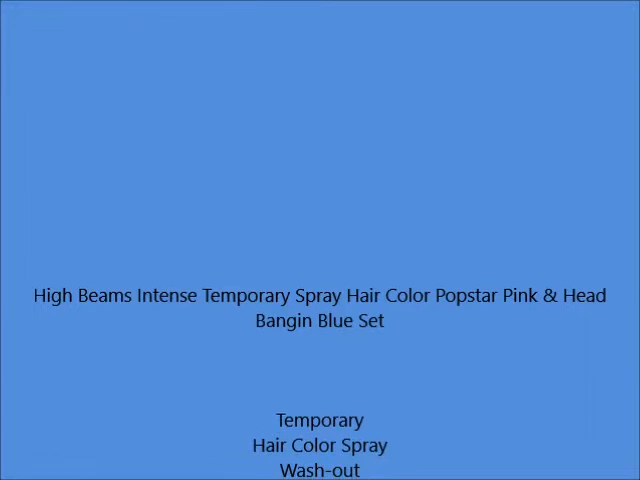 High Beams Intense Temporary Spray Hair Color Popstar Pink & Head
Bangin Blue Set
Temporary
Hair Color Spray
Wash-out